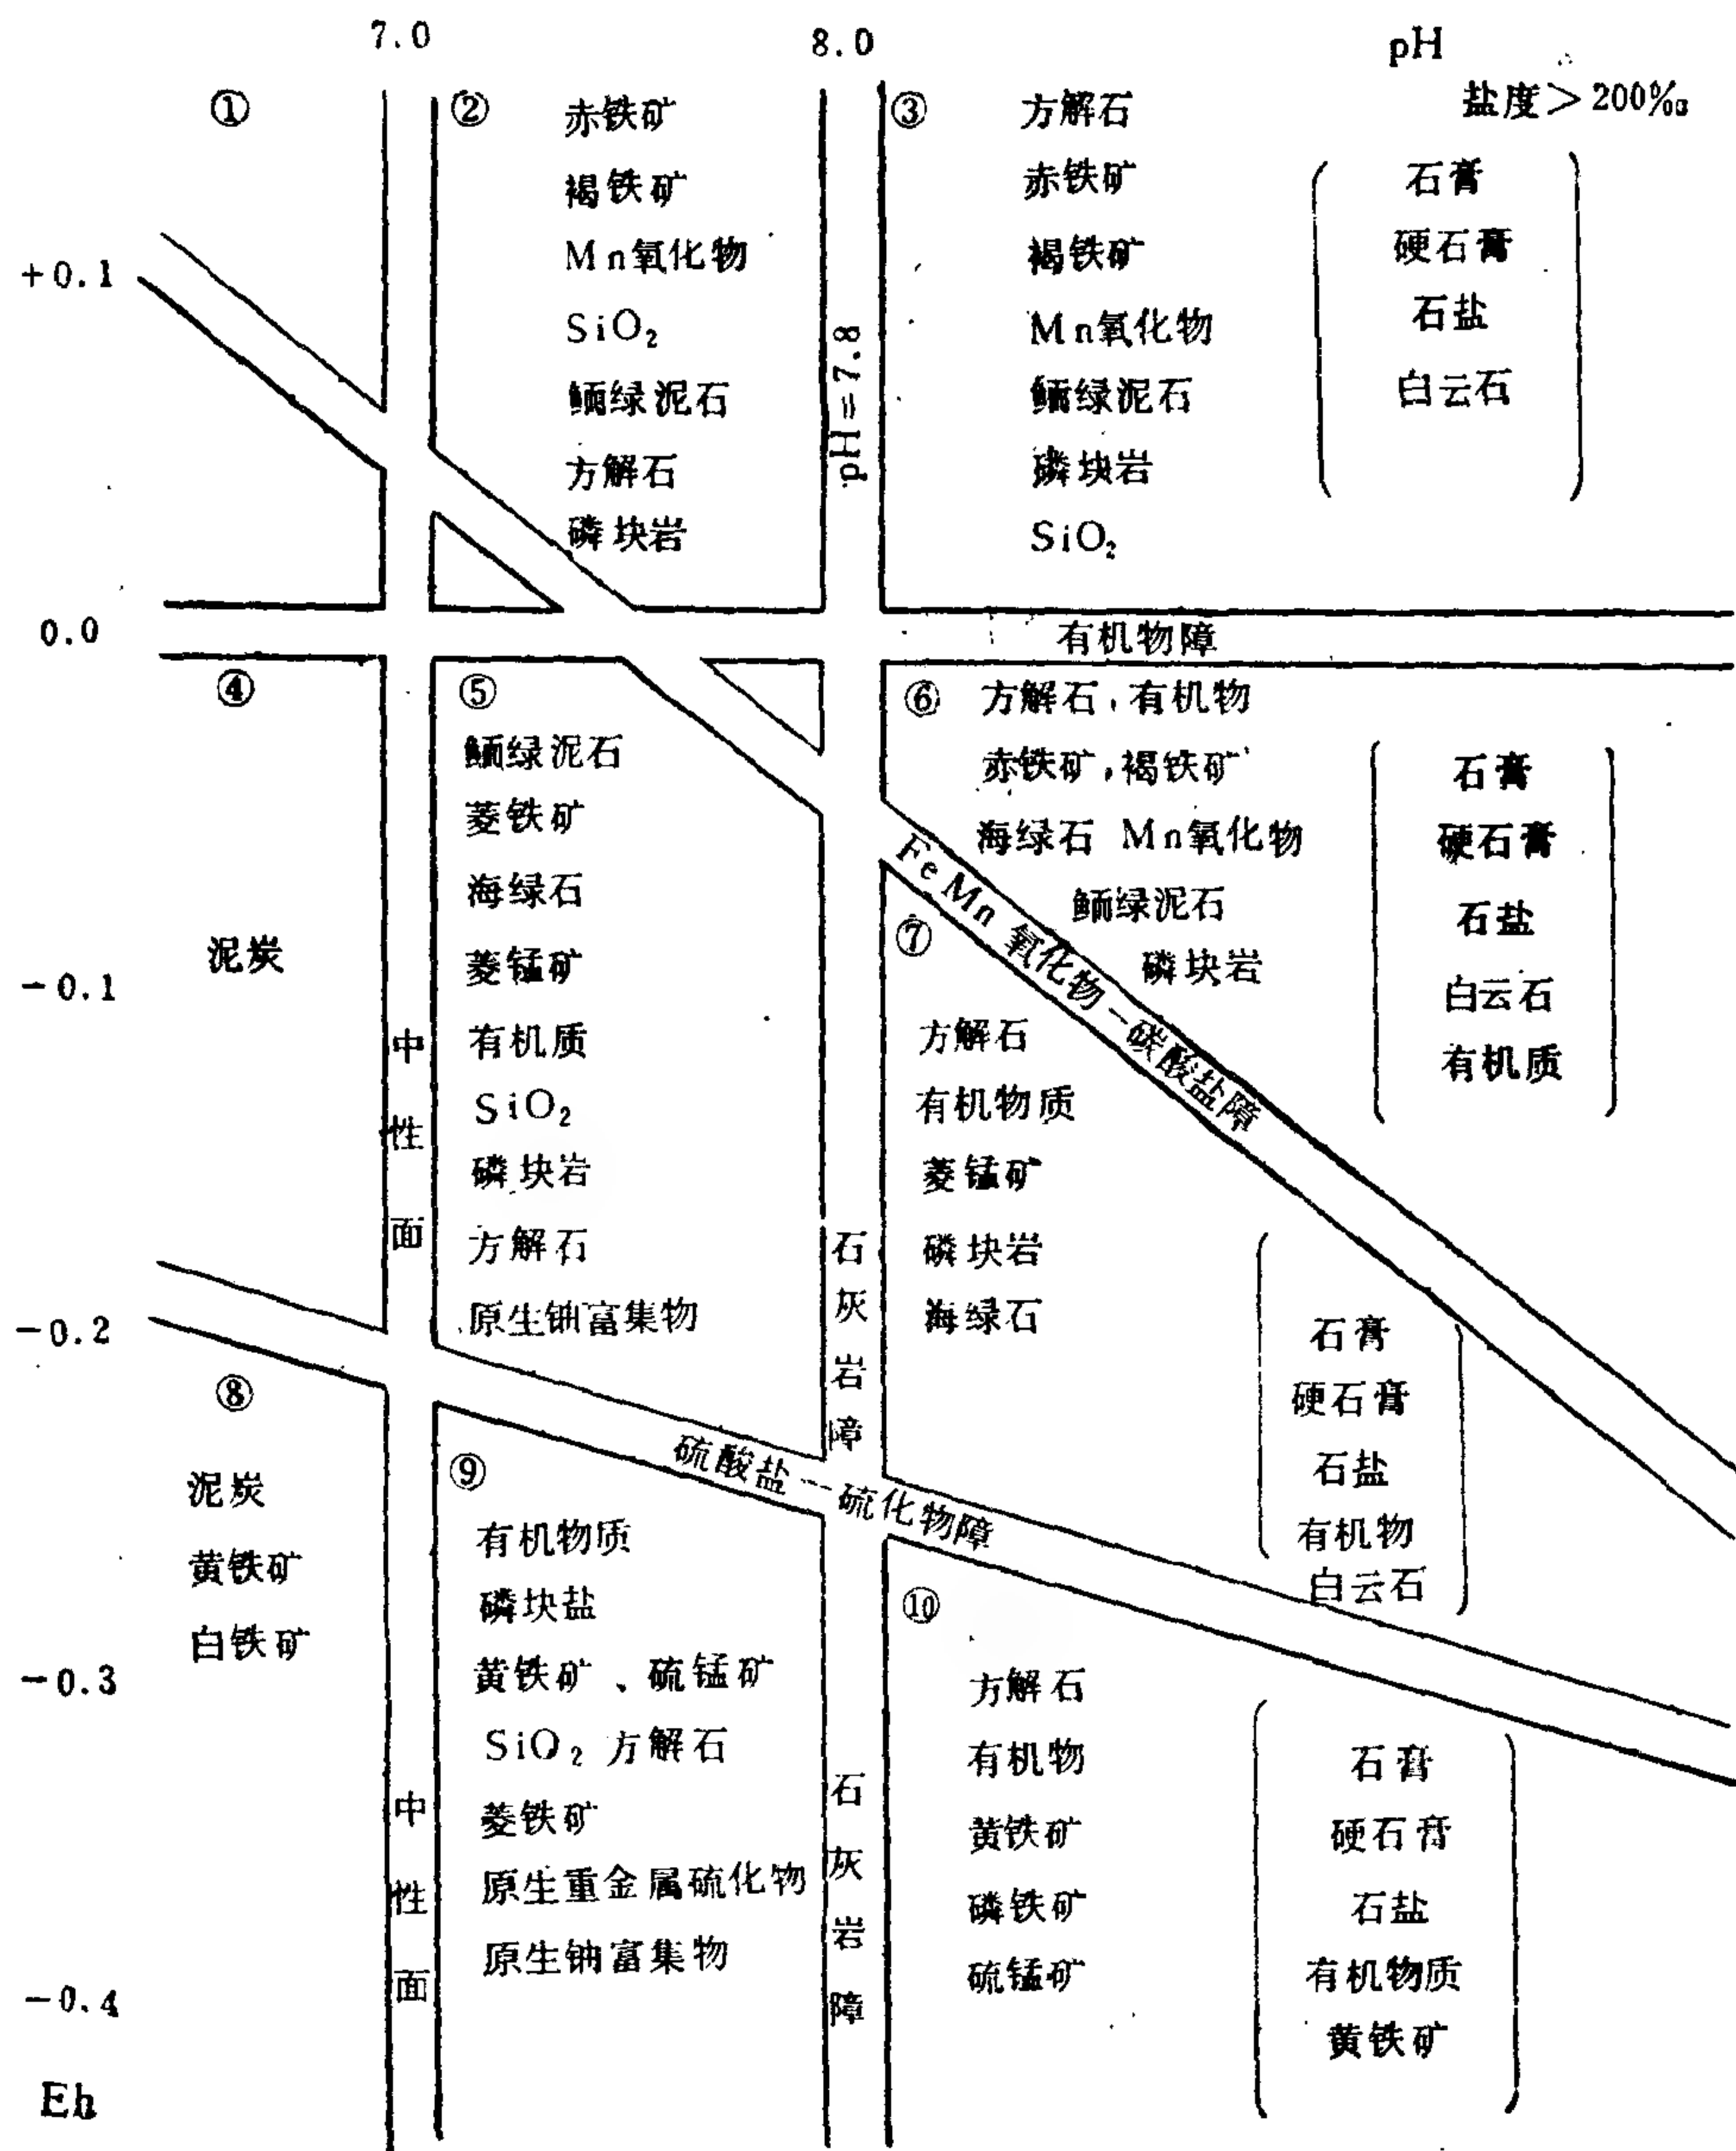 7.0 8.0 pH
盐度＞200‰
①
② 赤铁矿
褐铁矿
Mn氧化物
SiO₂
鲕绿泥石
方解石
磷块岩
pH=7.8
③ 方解石
赤铁矿
褐铁矿
Mn氧化物
鲕绿泥石
磷块岩
SiO₂
石膏
硬石膏
石盐
白云石
+0.1
0.0
有机物障
④
泥炭
⑤
鲕绿泥石
菱铁矿
海绿石
菱锰矿
有机质
SiO₂
磷块岩
方解石
原生铀富集物
⑥ 方解石，有机物
赤铁矿，褐铁矿
海绿石 Mn氧化物
鲕绿泥石
磷块岩
石膏
硬石膏
石盐
白云石
有机质
FeMn氧化物－碳酸盐障
⑦
方解石
有机物质
菱锰矿
磷块岩
海绿石
石膏
硬石膏
石盐
有机物
白云石
-0.1
-0.2
中性面
石灰岩障
硫酸盐－硫化物障
⑧
泥炭
黄铁矿
白铁矿
⑨
有机物质
磷块盐
黄铁矿、硫锰矿
SiO₂ 方解石
菱铁矿
原生重金属硫化物
原生铀富集物
⑩
方解石
有机物
黄铁矿
磷铁矿
硫锰矿
石膏
硬石膏
石盐
有机物质
黄铁矿
中性面
石灰岩障
-0.3
-0.4
Eh